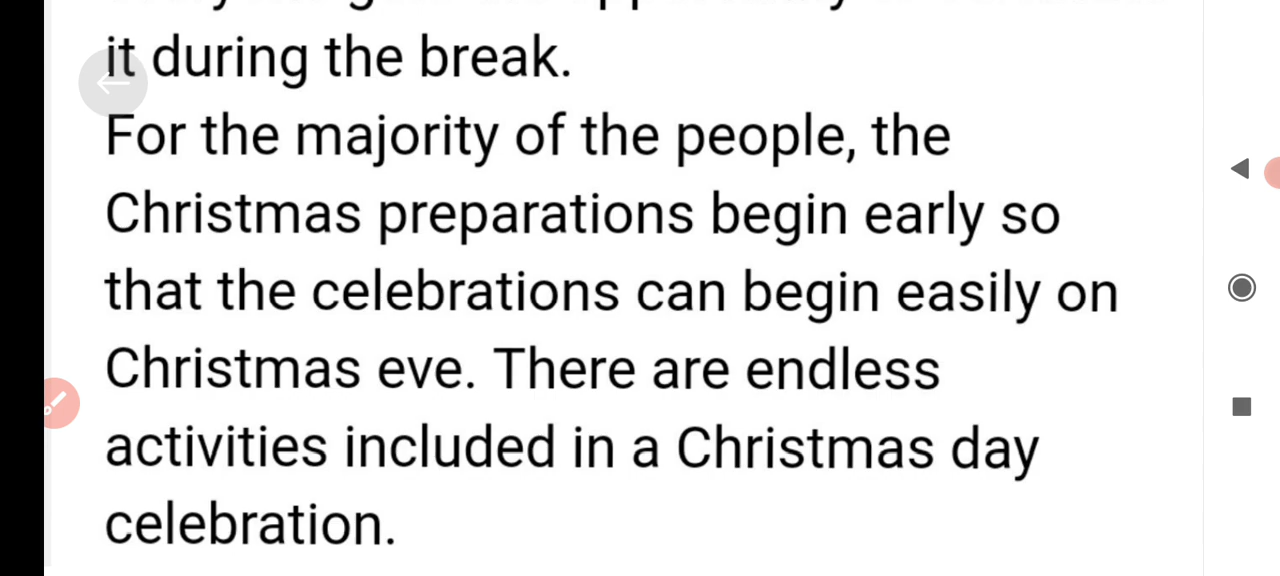 it during the break.
For the majority of the people, the
Christmas preparations begin early so
that the celebrations can begin easily on
Christmas eve. There are endless
activities included in a Christmas day
celebration.